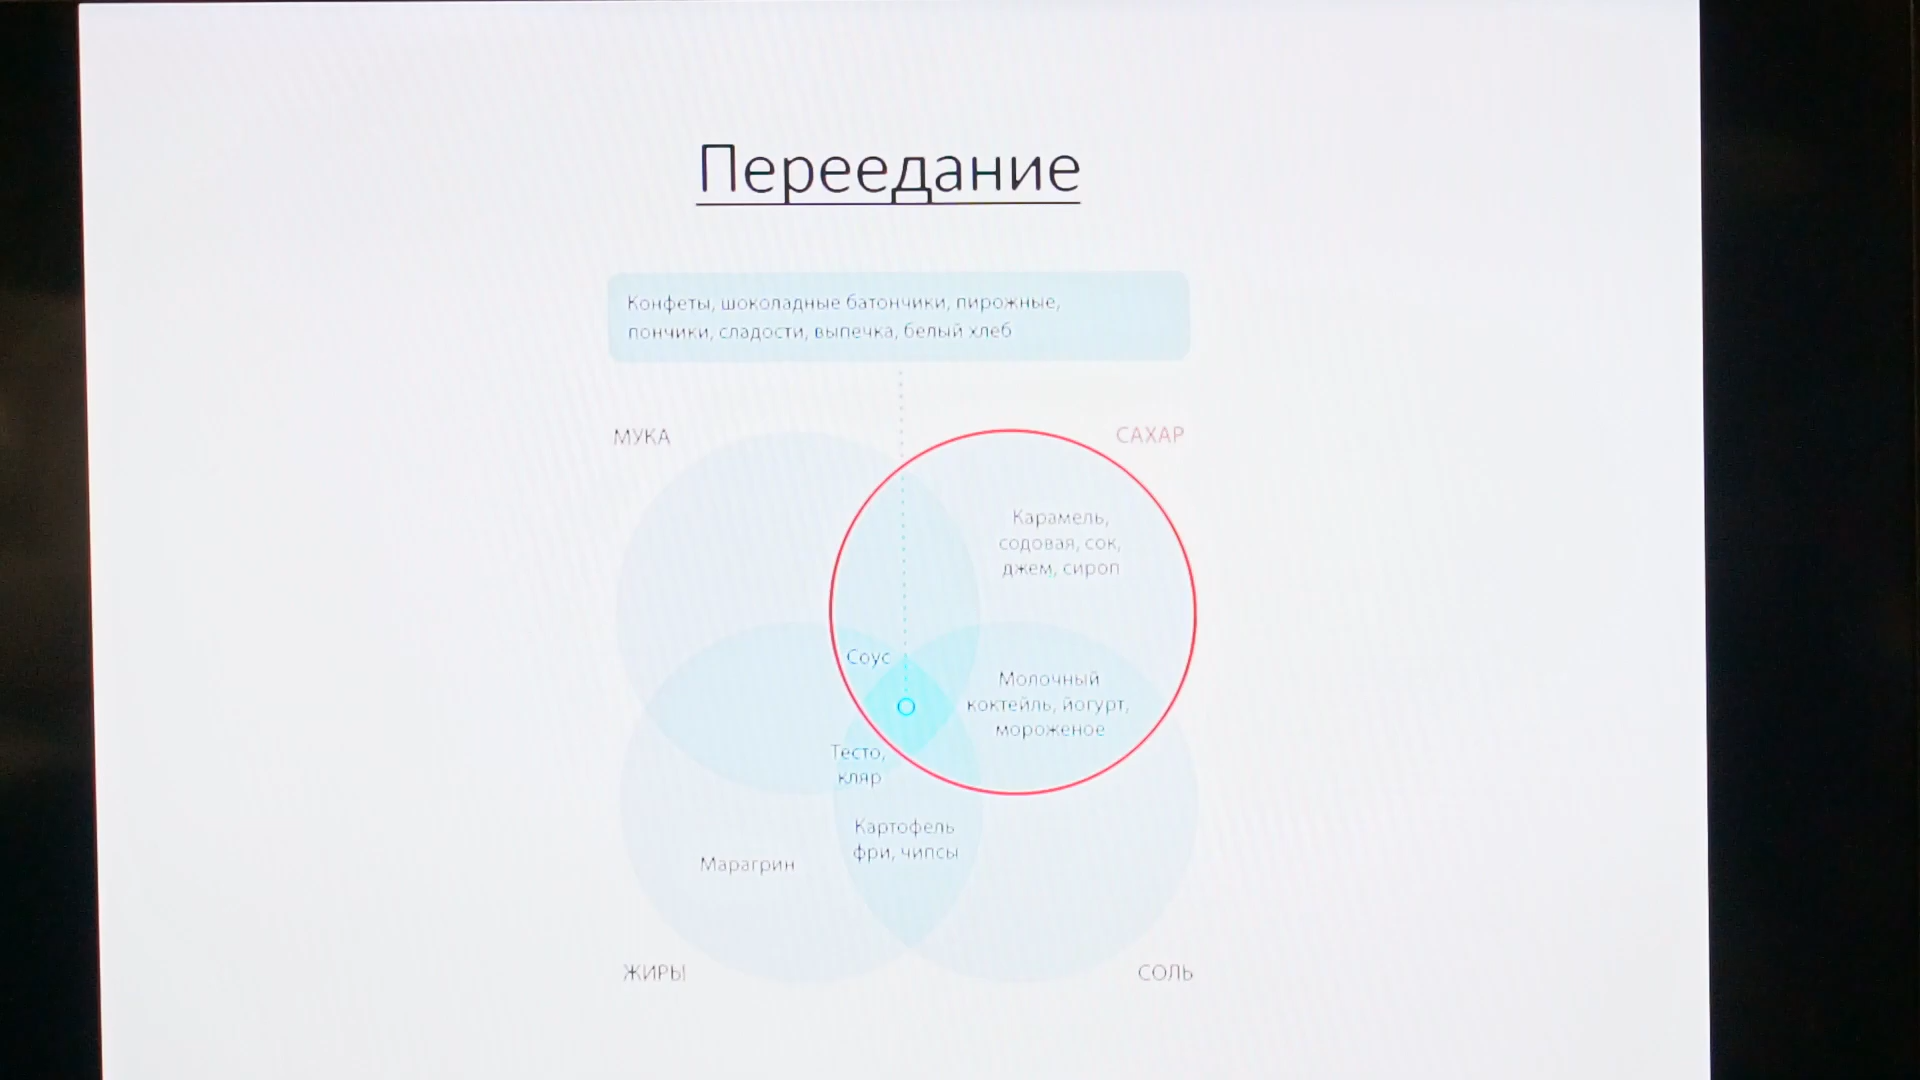 Переедание
Конфеты, шоколадные батончики, пирожные,
пончики, сладости, выпечка, белый хлеб
МУКА
САХАР
Карамель,
содовая, сок,
джем, сироп
Соус
Молочный
коктейль, йогурт,
мороженое
Тесто,
кляр
Картофель
фри, чипсы
Марагрин
ЖИРЫ
СОЛЬ